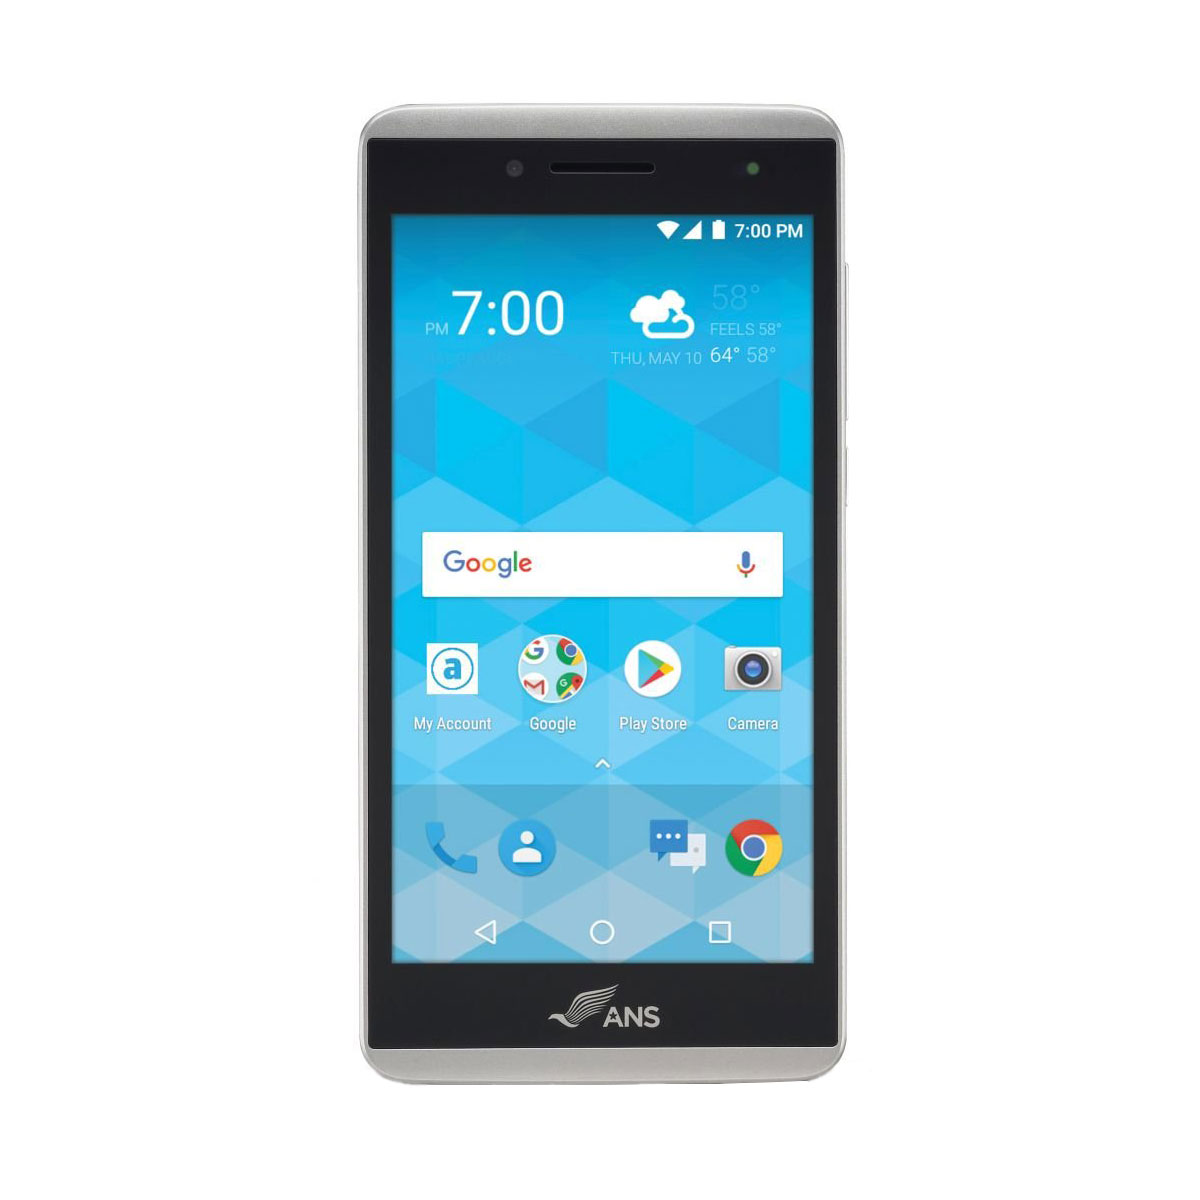 7:00 PM
PM 7:00
58°
FEELS 58°
THU, MAY 10 64° 58°
Google
a
My Account
Google
Play Store
Camera
ANS